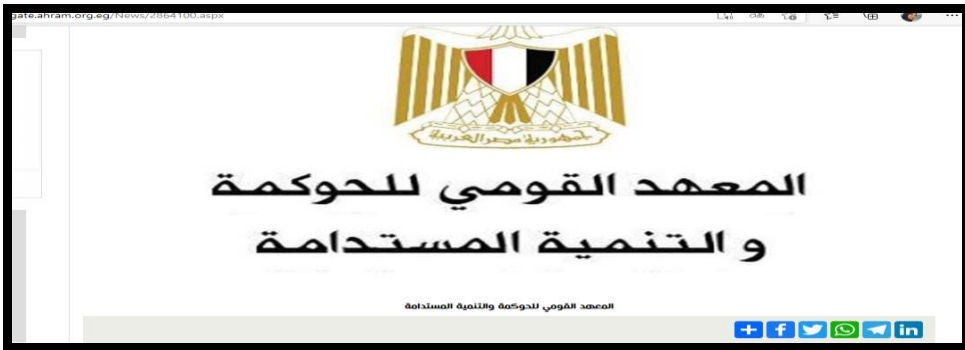 gate.ahram.org.eg/News/2864100.aspx
جمهورية مصر العربية
المعهد القومي للحوكمة
و التنمية المستدامة
المعهد القومي للحوكمة والتنمية المستدامة